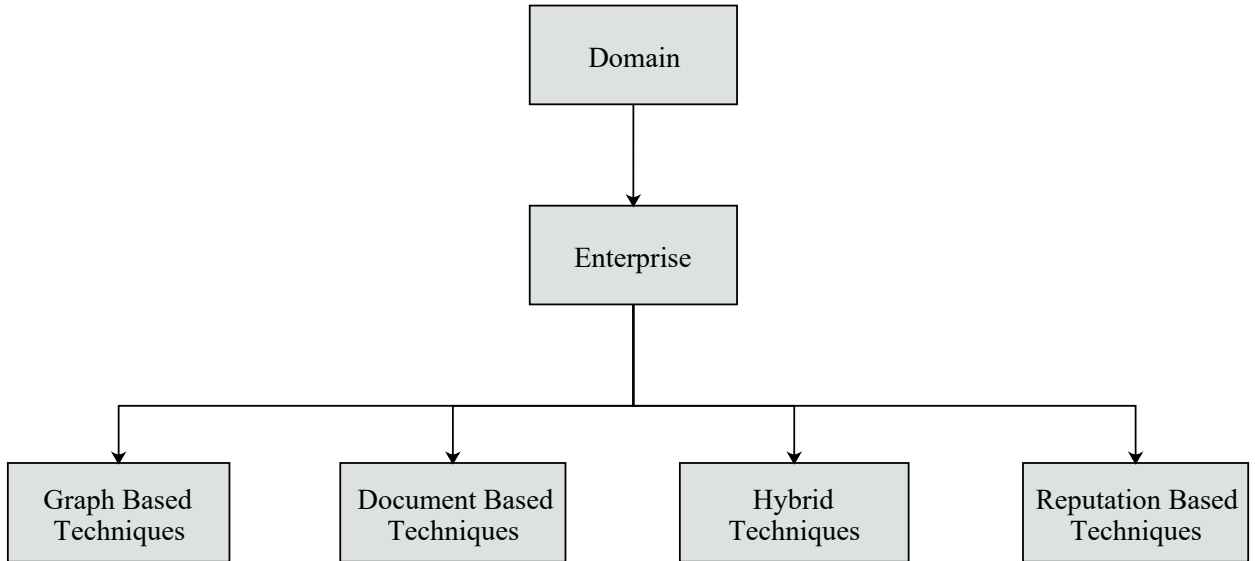 Domain
Enterprise
Graph Based
Techniques
Document Based
Techniques
Hybrid
Techniques
Reputation Based
Techniques